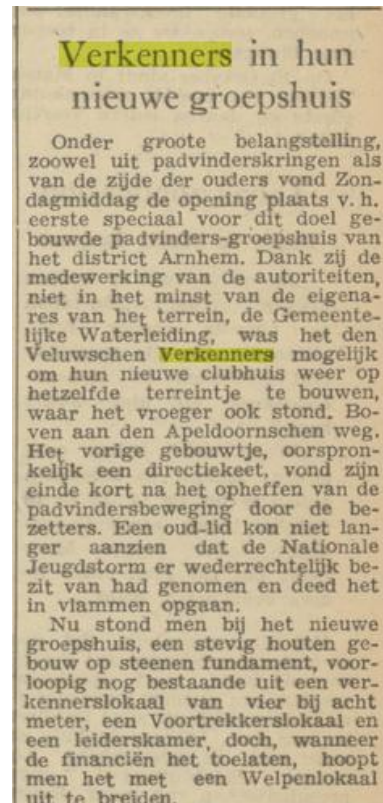 Verkenners in hun
nieuwe groepshuis
Onder groote belangstelling,
zoowel uit padvinderskringen als
van de zijde der ouders vond Zon-
dagmiddag de opening plaats v. h.
eerste speciaal voor dit doel ge-
bouwde padvinders-groepshuis van
het district Arnhem. Dank zij de
medewerking van de autoriteiten,
niet in het minst van de eigena-
res van het terrein, de Gemeente-
lijke Waterleiding, was het den
Veluwschen Verkenners mogelijk
om hun nieuwe clubhuis weer op
hetzelfde terreintje te bouwen,
waar het vroeger ook stond. Bo-
ven aan den Apeldoornschen weg.
Het vorige gebouwtje, oorspron-
kelijk een directiekeet, vond zijn
einde kort na het opheffen van de
padvindersbeweging door de be-
zetters. Een oud-lid kon niet lan-
ger aanzien dat de Nationale
Jeugdstorm er wederrechtelijk be-
zit van had genomen en deed het
in vlammen opgaan.
Nu stond men bij het nieuwe
groepshuis, een stevig houten ge-
bouw op steenen fundament, voor-
loopig nog bestaande uit een ver-
kennerslokaal van vier bij acht
meter, een Voortrekkerslokaal en
een leiderskamer, doch, wanneer
de financiën het toelaten, hoopt
men het met een Welpenlokaal
uit te breiden.